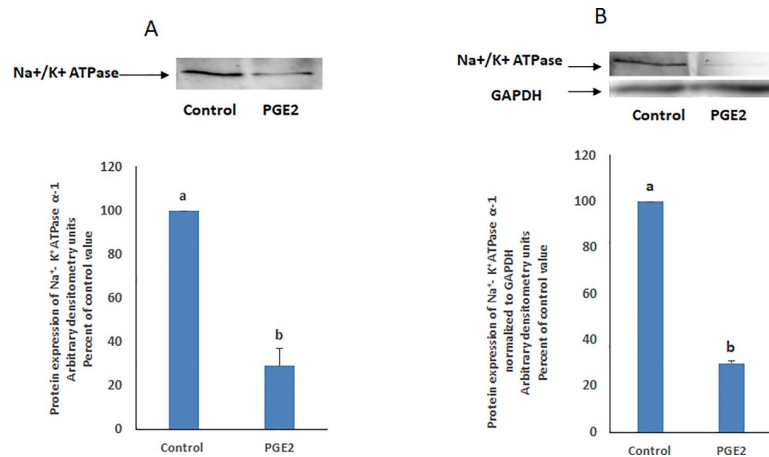 A
Na+/K+ ATPase
Control PGE2
Protein expression of Na⁺- K⁺ATPase α-1
Arbitrary densitometry units
Percent of control value
120
100
80
60
40
20
0
a
b
Control PGE2
B
Na+/K+ ATPase
GAPDH
Control PGE2
Protein expression of Na⁺- K⁺ATPase α-1
normalized to GAPDH
Arbitrary densitometry units
Percent of control value
120
100
80
60
40
20
0
a
b
Control PGE2